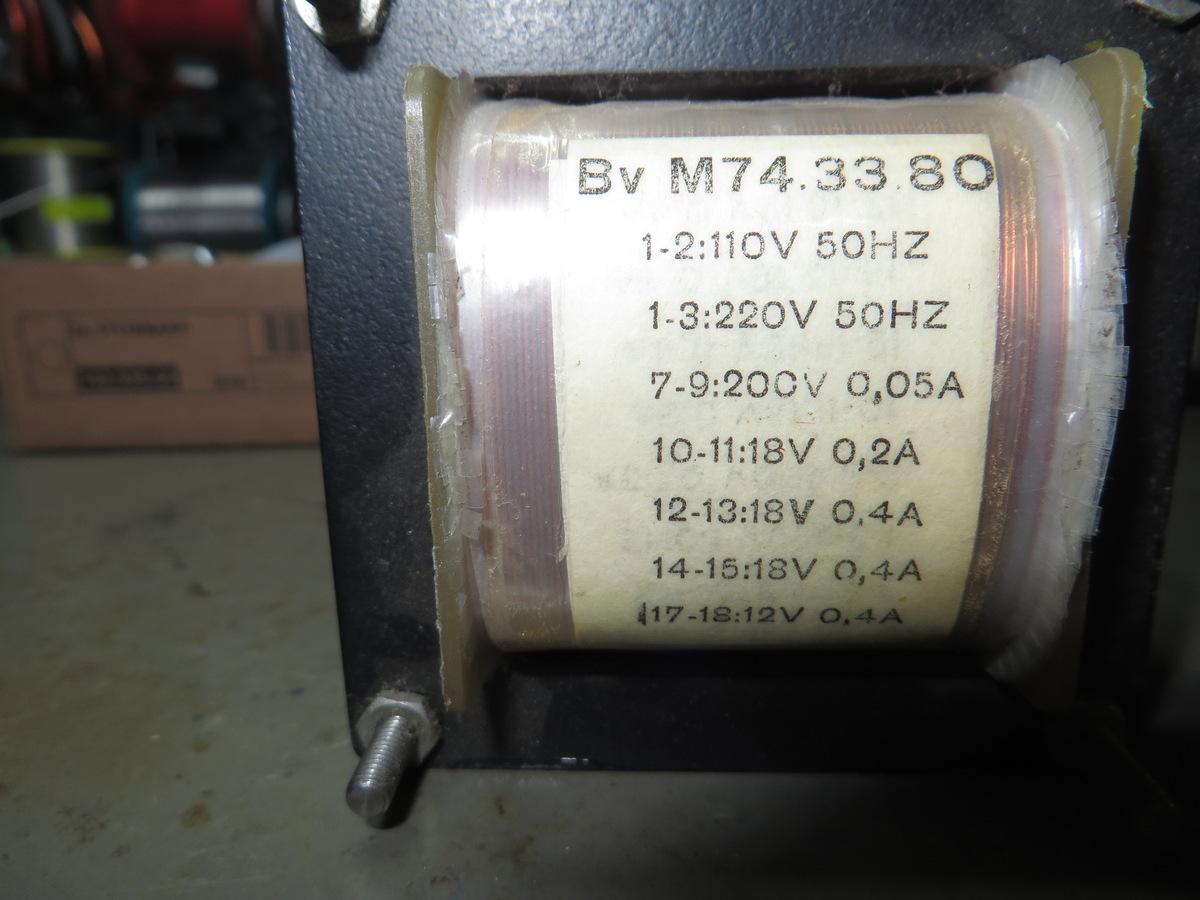 Bv M74.33.80
1-2:110V 50HZ
1-3:220V 50HZ
7-9:200V 0,05A
10-11:18V 0,2A
12-13:18V 0,4A
14-15:18V 0,4A
17-18:12V 0,4A